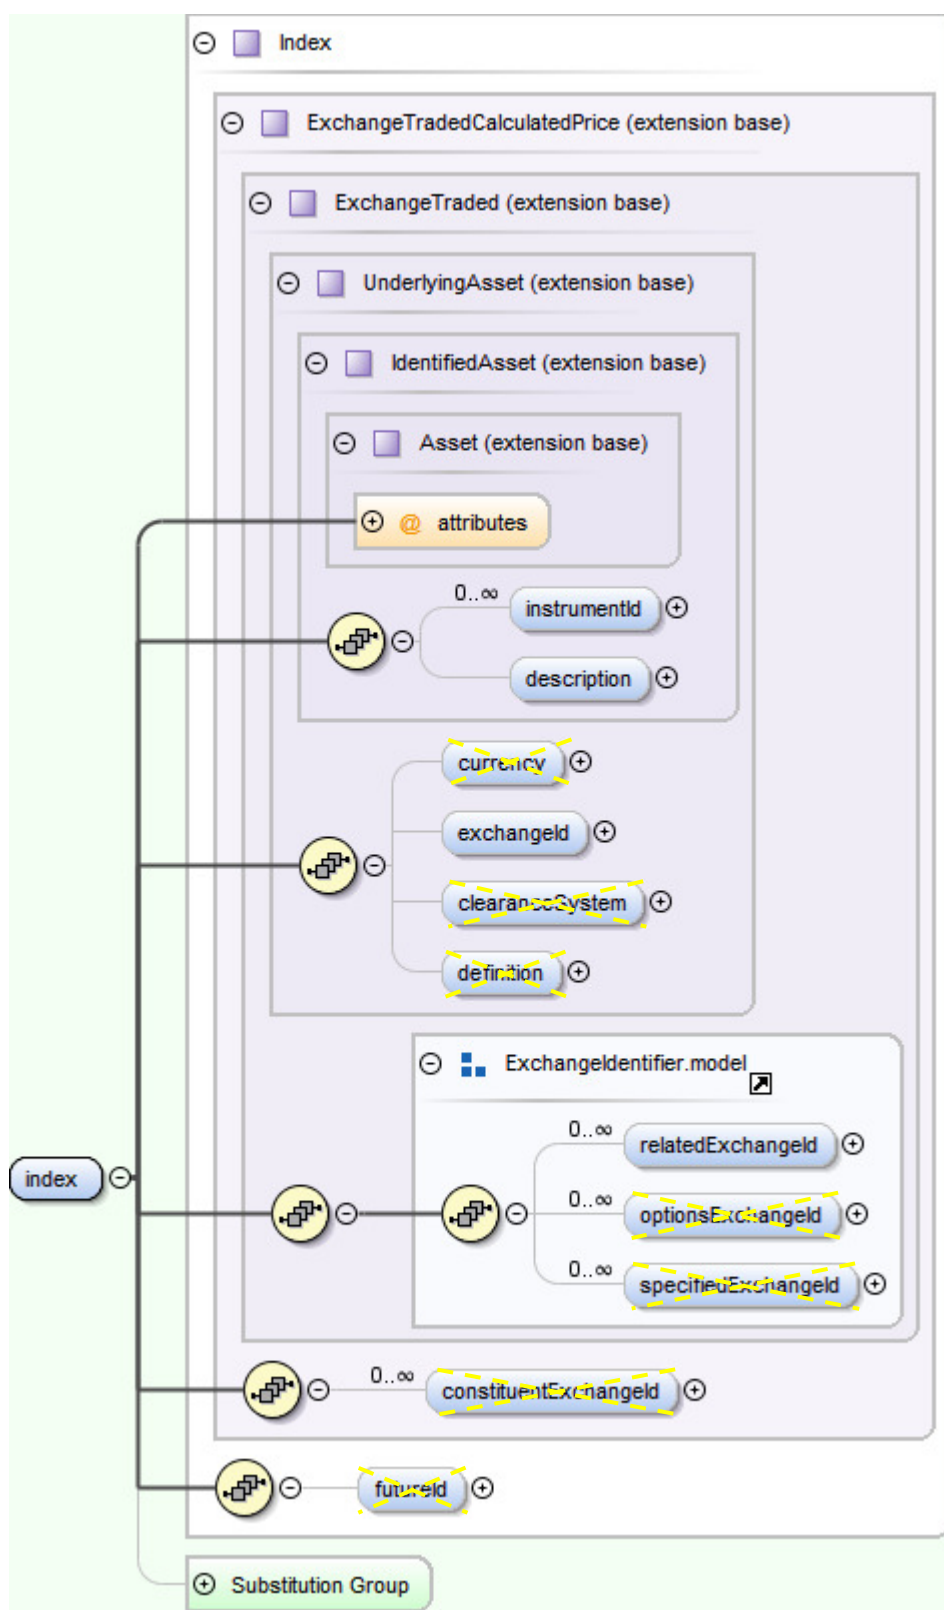 Index
ExchangeTradedCalculatedPrice (extension base)
ExchangeTraded (extension base)
UnderlyingAsset (extension base)
IdentifiedAsset (extension base)
Asset (extension base)
@ attributes
0..∞
instrumentId
description
currency
exchangeId
clearanceSystem
definition
ExchangeIdentifier.model
0..∞
relatedExchangeId
index
0..∞
optionsExchangeId
0..∞
specifiedExchangeId
0..∞
constituentExchangeId
futureId
Substitution Group